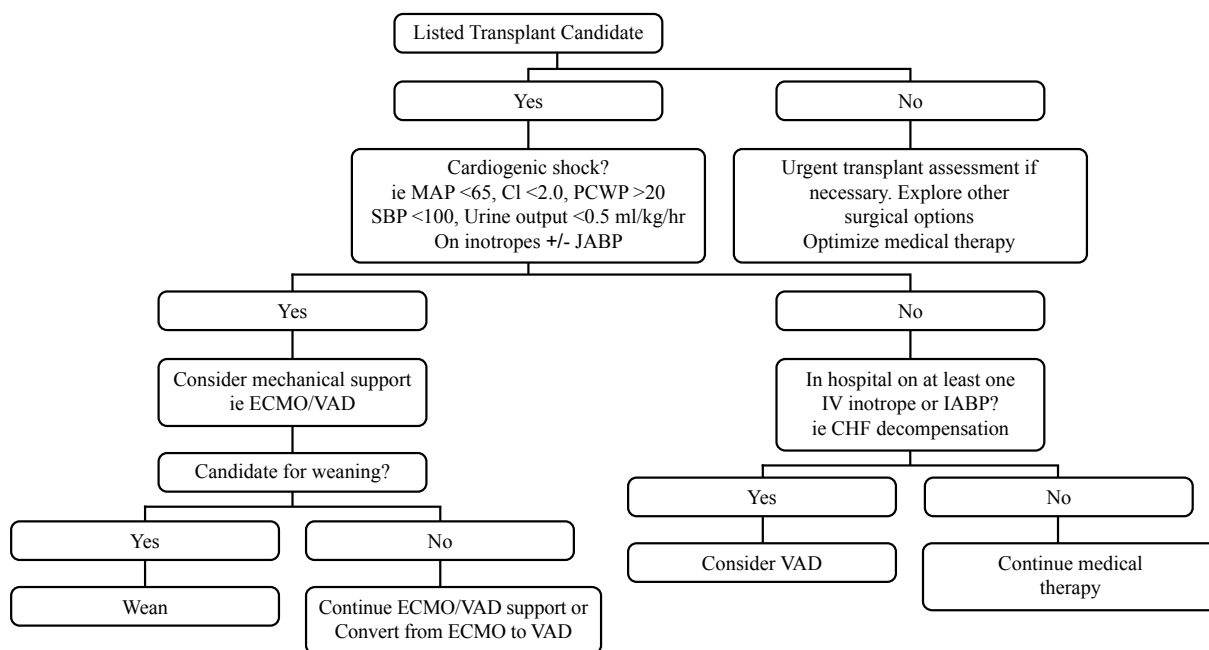 Listed Transplant Candidate
Yes
No
Cardiogenic shock?
ie MAP <65, Cl <2.0, PCWP >20
SBP <100, Urine output <0.5 ml/kg/hr
On inotropes +/- JABP
Urgent transplant assessment if
necessary. Explore other
surgical options
Optimize medical therapy
Yes
No
Consider mechanical support
ie ECMO/VAD
In hospital on at least one
IV inotrope or IABP?
ie CHF decompensation
Candidate for weaning?
Yes
No
Yes
No
Wean
Continue ECMO/VAD support or
Convert from ECMO to VAD
Consider VAD
Continue medical
therapy